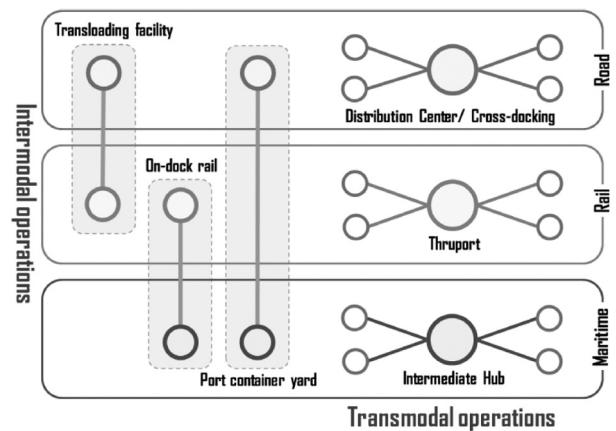 Transloading facility
Road
Distribution Center/ Cross-docking
Intermodal operations
On-dock rail
Rail
Thruport
Maritime
Port container yard
Intermediate Hub
Transmodal operations